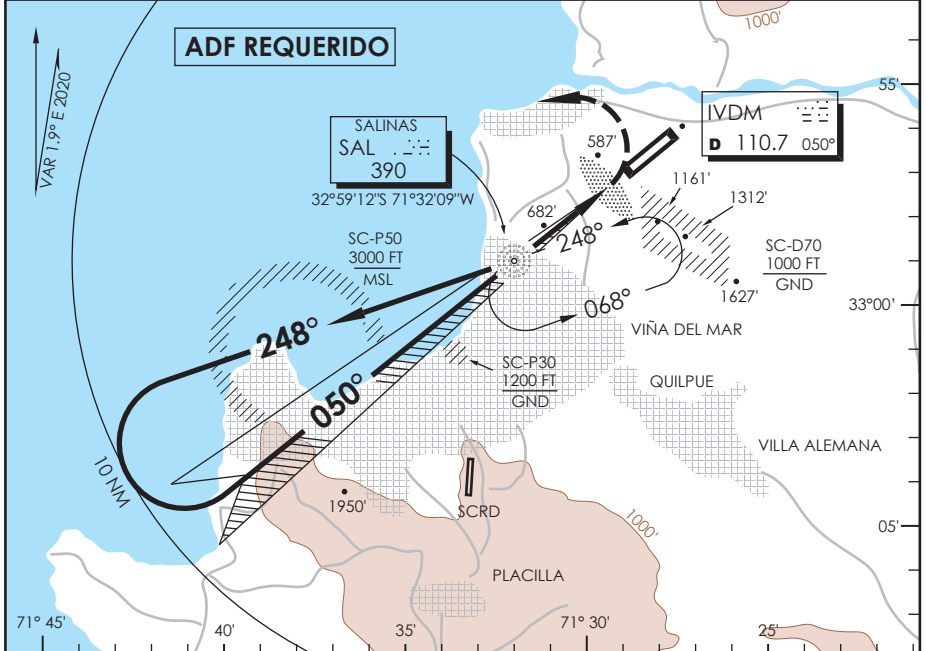 1000'
ADF REQUERIDO
VAR 1.9° E 2020
55'
IVDM
D 110.7 050°
SALINAS
SAL
390
32°59'12"S 71°32'09"W
587'
1161'
1312'
682'
248°
SC-P50
3000 FT
MSL
SC-D70
1000 FT
GND
1627'
068°
33°00'
VIÑA DEL MAR
248°
SC-P30
1200 FT
GND
QUILPUE
050°
VILLA ALEMANA
10 NM
1950'
SCRD
1000'
05'
PLACILLA
71° 45'
40'
35'
71° 30'
25'